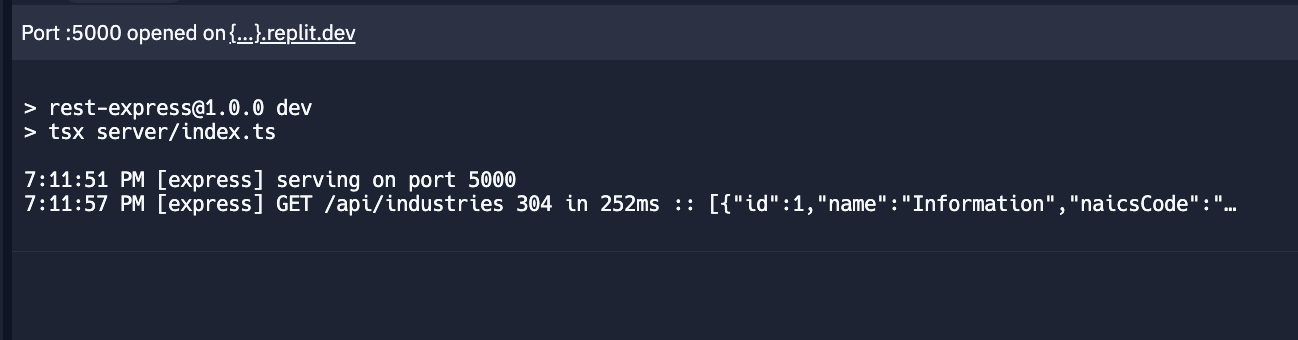 Port :5000 opened on {...}.replit.dev
> rest-express@1.0.0 dev
> tsx server/index.ts
7:11:51 PM [express] serving on port 5000
7:11:57 PM [express] GET /api/industries 304 in 252ms :: [{"id":1,"name":"Information","naicsCode":"…